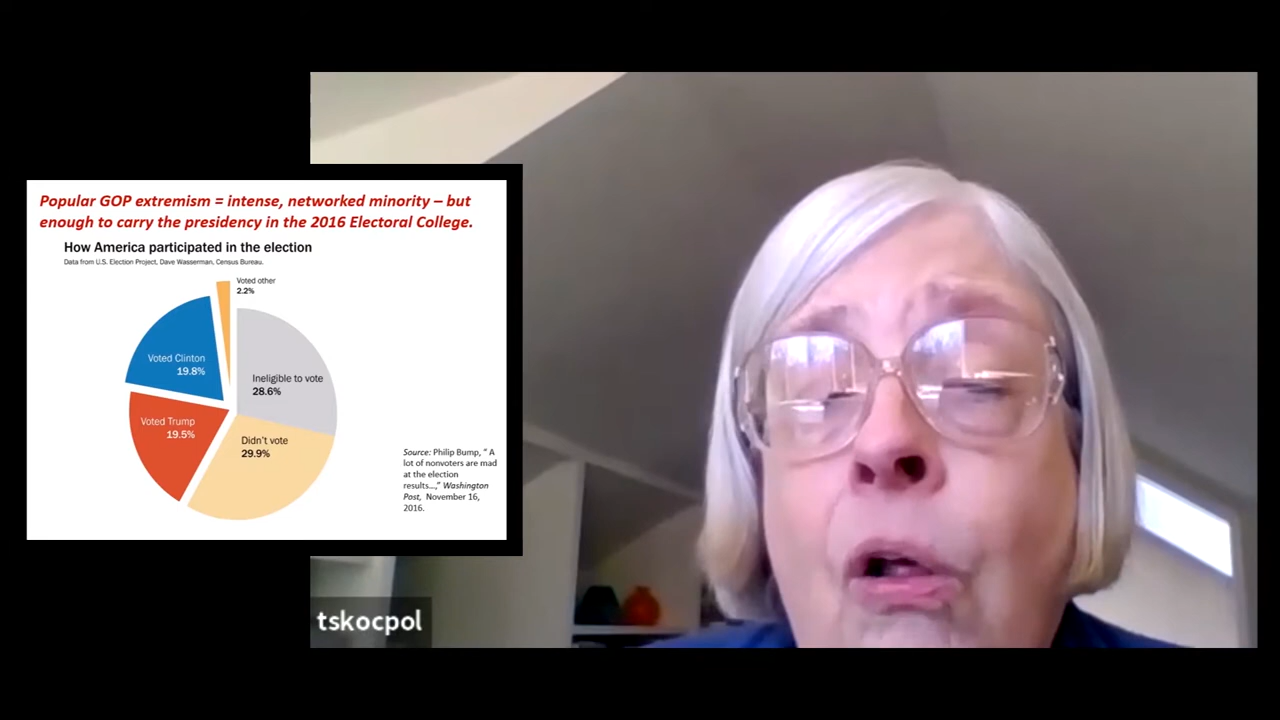 Popular GOP extremism = intense, networked minority – but
enough to carry the presidency in the 2016 Electoral College.
How America participated in the election
Data from U.S. Election Project, Dave Wasserman, Census Bureau.
Voted other
2.2%
Voted Clinton
19.8%
Ineligible to vote
28.6%
Voted Trump
19.5%
Didn't vote
29.9%
Source: Philip Bump, “ A
lot of nonvoters are mad
at the election
results…,” Washington
Post, November 16,
2016.
tskocpol